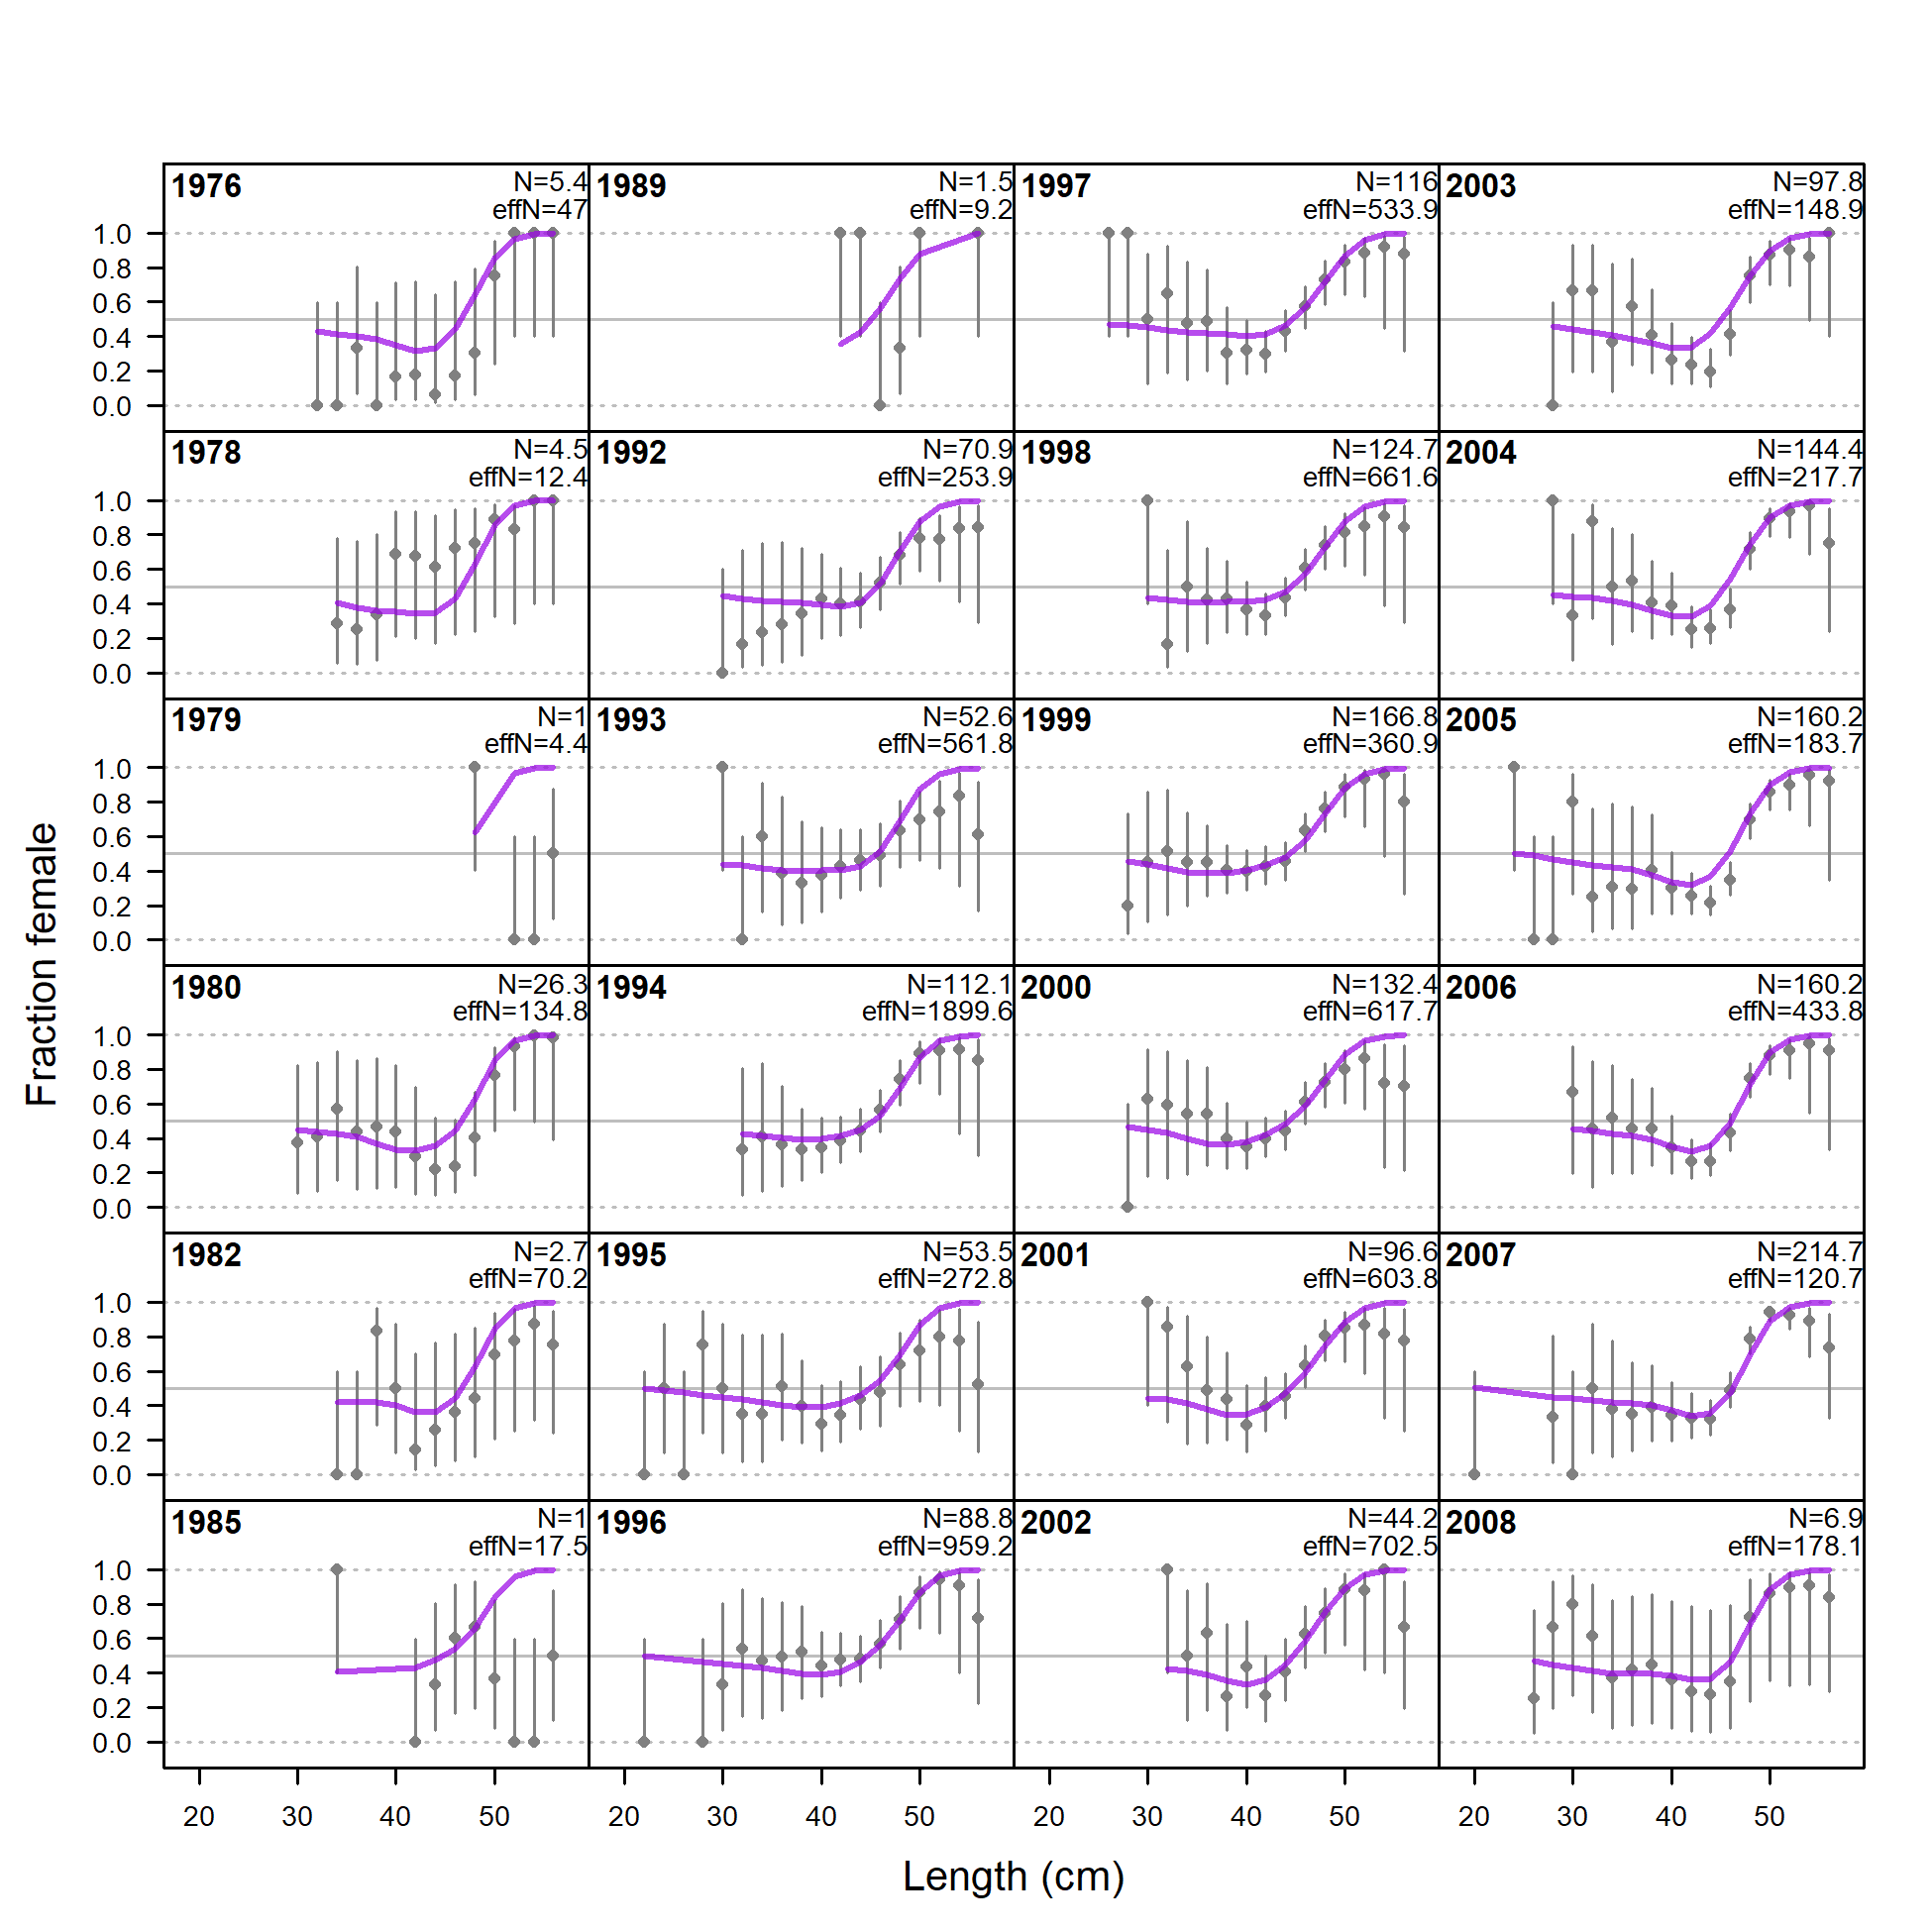 1976 N=5.4 1989 N=1.5 1997 N=116 2003 N=97.8
effN=47 effN=9.2 effN=533.9 effN=148.9
1.0
0.8
0.6
0.4
0.2
0.0
1978 N=4.5 1992 N=70.9 1998 N=124.7 2004 N=144.4
effN=12.4 effN=253.9 effN=661.6 effN=217.7
1.0
0.8
0.6
0.4
0.2
0.0
1979 N=1 1993 N=52.6 1999 N=166.8 2005 N=160.2
effN=4.4 effN=561.8 effN=360.9 effN=183.7
1.0
0.8
0.6
0.4
0.2
0.0
1980 N=26.3 1994 N=112.1 2000 N=132.4 2006 N=160.2
effN=134.8 effN=1899.6 effN=617.7 effN=433.8
1.0
0.8
0.6
0.4
0.2
0.0
1982 N=2.7 1995 N=53.5 2001 N=96.6 2007 N=214.7
effN=70.2 effN=272.8 effN=603.8 effN=120.7
1.0
0.8
0.6
0.4
0.2
0.0
1985 N=1 1996 N=88.8 2002 N=44.2 2008 N=6.9
effN=17.5 effN=959.2 effN=702.5 effN=178.1
1.0
0.8
0.6
0.4
0.2
0.0
20 30 40 50 20 30 40 50 20 30 40 50 20 30 40 50
Length (cm)
Fraction female